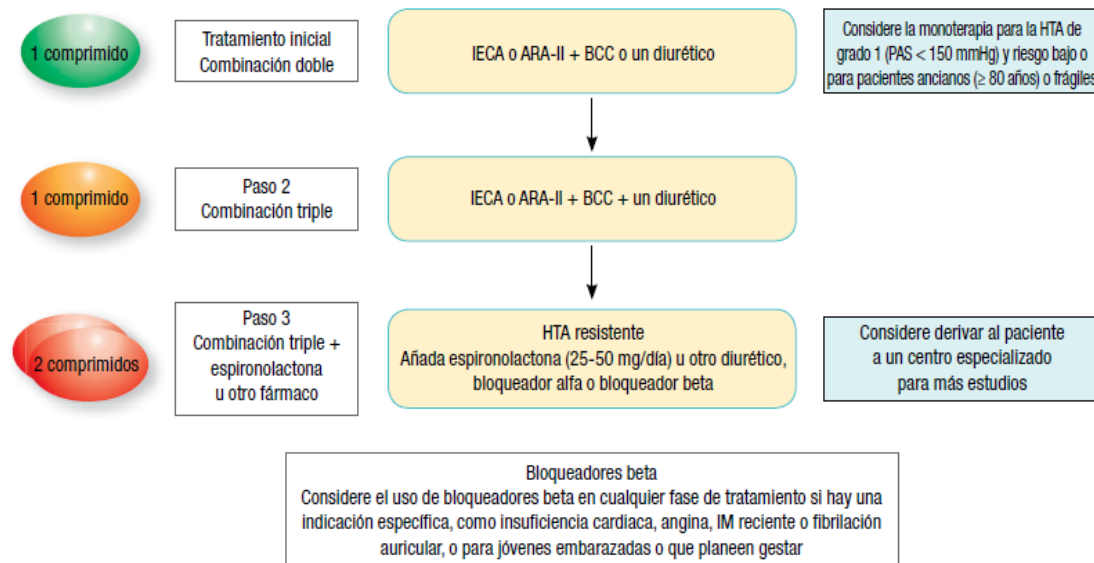 1 comprimido
Tratamiento inicial
Combinación doble
IECA o ARA-II + BCC o un diurético
Considere la monoterapia para la HTA de
grado 1 (PAS < 150 mmHg) y riesgo bajo o
para pacientes ancianos (≥ 80 años) o frágiles
1 comprimido
Paso 2
Combinación triple
IECA o ARA-II + BCC + un diurético
2 comprimidos
Paso 3
Combinación triple +
espironolactona
u otro fármaco
HTA resistente
Añada espironolactona (25-50 mg/día) u otro diurético,
bloqueador alfa o bloqueador beta
Considere derivar al paciente
a un centro especializado
para más estudios
Bloqueadores beta
Considere el uso de bloqueadores beta en cualquier fase de tratamiento si hay una
indicación específica, como insuficiencia cardiaca, angina, IM reciente o fibrilación
auricular, o para jóvenes embarazadas o que planeen gestar